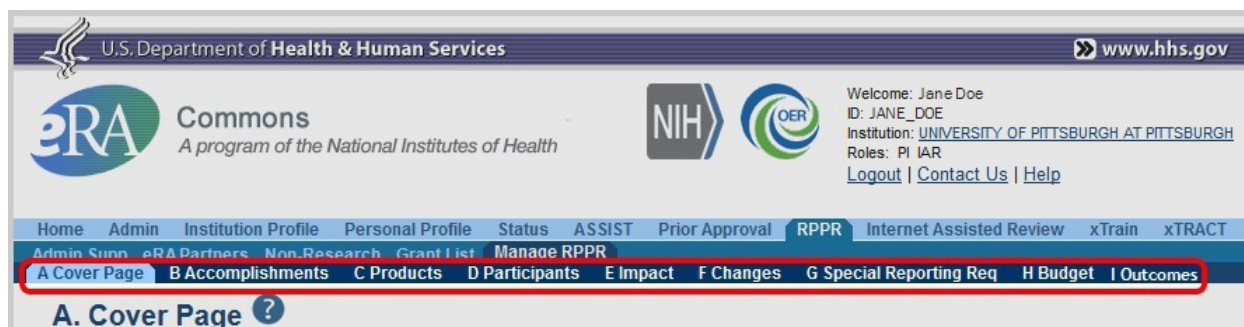 U.S. Department of Health & Human Services www.hhs.gov
eRA Commons
A program of the National Institutes of Health
NIH OER
Welcome: Jane Doe
ID: JANE_DOE
Institution: UNIVERSITY OF PITTSBURGH AT PITTSBURGH
Roles: PI IAR
Logout | Contact Us | Help
Home Admin Institution Profile Personal Profile Status ASSIST Prior Approval RPPR Internet Assisted Review xTrain xTRACT
Admin Supp eRA Partners Non-Research Grant List Manage RPPR
A Cover Page B Accomplishments C Products D Participants E Impact F Changes G Special Reporting Req H Budget I Outcomes
A. Cover Page ?